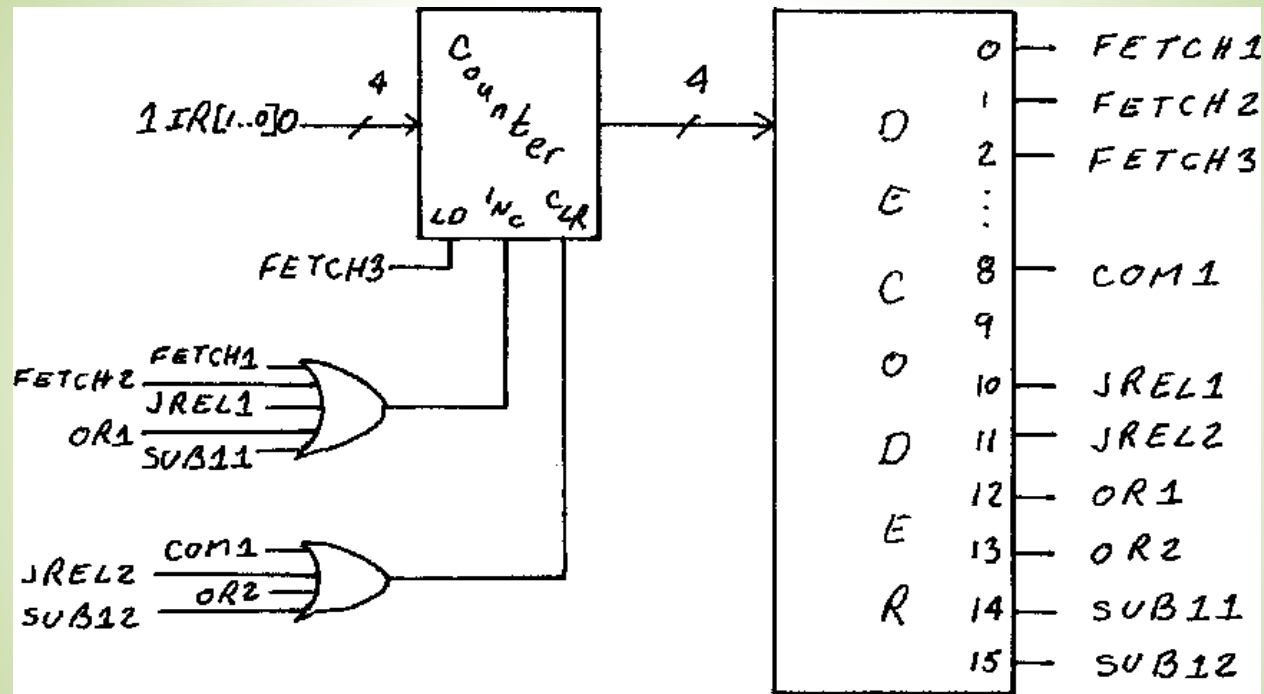 1 IR[1..0]0
4
Counter
LD INC CLR
4
FETCH3
FETCH1
FETCH2
JREL1
OR1
SUB11
COM1
JREL2
OR2
SUB12
DECODER
0 FETCH1
1 FETCH2
2 FETCH3
⋮
8 COM1
9
10 JREL1
11 JREL2
12 OR1
13 OR2
14 SUB11
15 SUB12